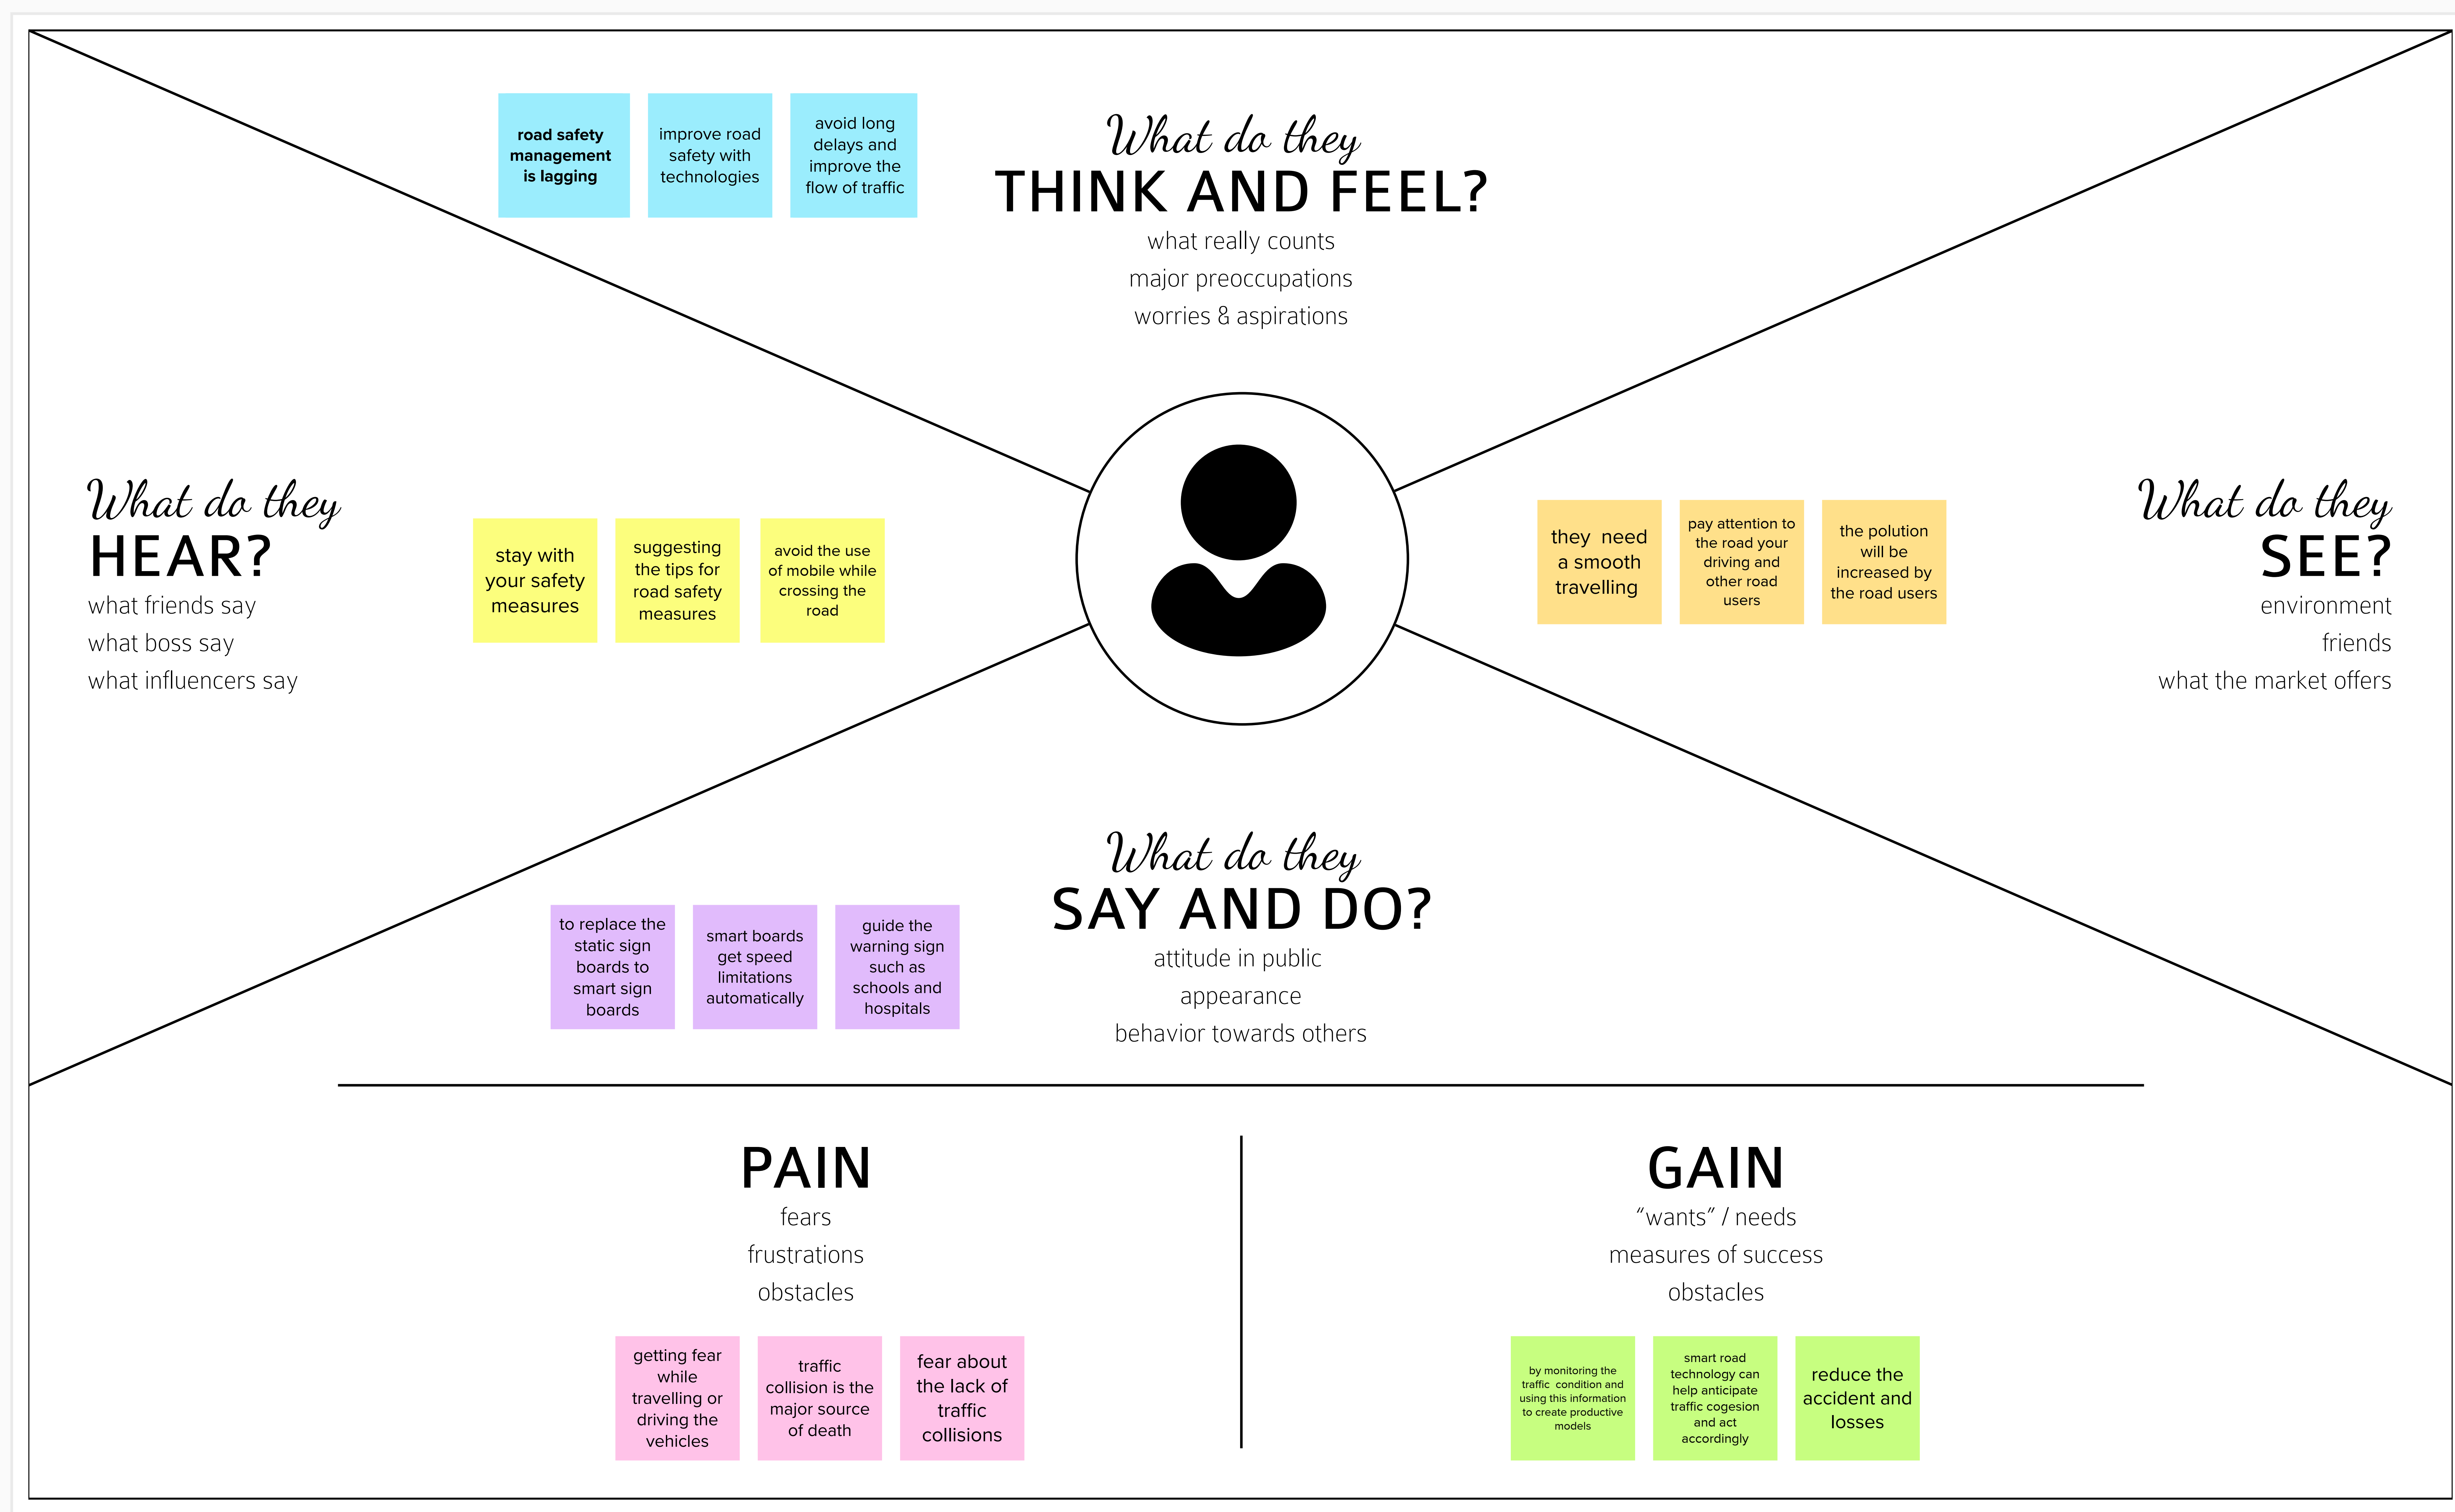 road safety
management
is lagging
improve road
safety with
technologies
avoid long
delays and
improve the
flow of traffic
What do they
THINK AND FEEL?
what really counts
major preoccupations
worries & aspirations
What do they
HEAR?
what friends say
what boss say
what influencers say
stay with
your safety
measures
suggesting
the tips for
road safety
measures
avoid the use
of mobile while
crossing the
road
they need
a smooth
travelling
pay attention to
the road your
driving and
other road
users
the polution
will be
increased by
the road users
What do they
SEE?
environment
friends
what the market offers
What do they
SAY AND DO?
attitude in public
appearance
behavior towards others
to replace the
static sign
boards to
smart sign
boards
smart boards
get speed
limitations
automatically
guide the
warning sign
such as
schools and
hospitals
PAIN
fears
frustrations
obstacles
getting fear
while
travelling or
driving the
vehicles
traffic
collision is the
major source
of death
fear about
the lack of
traffic
collisions
GAIN
“wants” / needs
measures of success
obstacles
by monitoring the
traffic condition and
using this information
to create productive
models
smart road
technology can
help anticipate
traffic cogesion
and act
accordingly
reduce the
accident and
losses